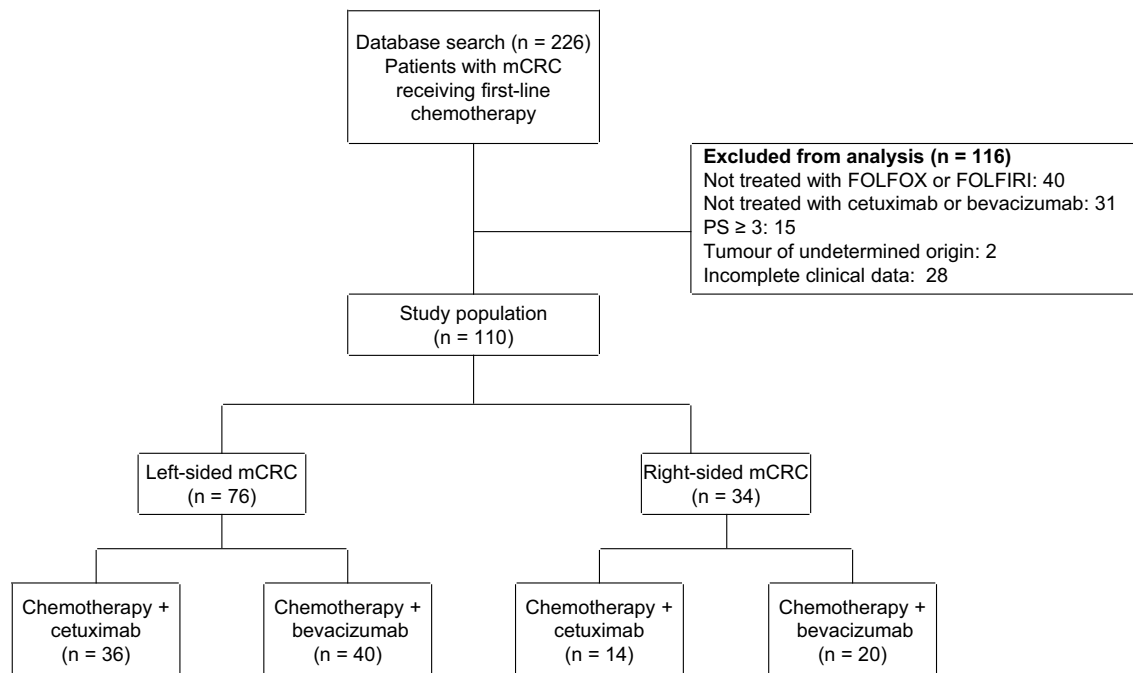 Database search (n = 226)
Patients with mCRC
receiving first-line
chemotherapy
Excluded from analysis (n = 116)
Not treated with FOLFOX or FOLFIRI: 40
Not treated with cetuximab or bevacizumab: 31
PS ≥ 3: 15
Tumour of undetermined origin: 2
Incomplete clinical data: 28
Study population
(n = 110)
Left-sided mCRC
(n = 76)
Right-sided mCRC
(n = 34)
Chemotherapy +
cetuximab
(n = 36)
Chemotherapy +
bevacizumab
(n = 40)
Chemotherapy +
cetuximab
(n = 14)
Chemotherapy +
bevacizumab
(n = 20)